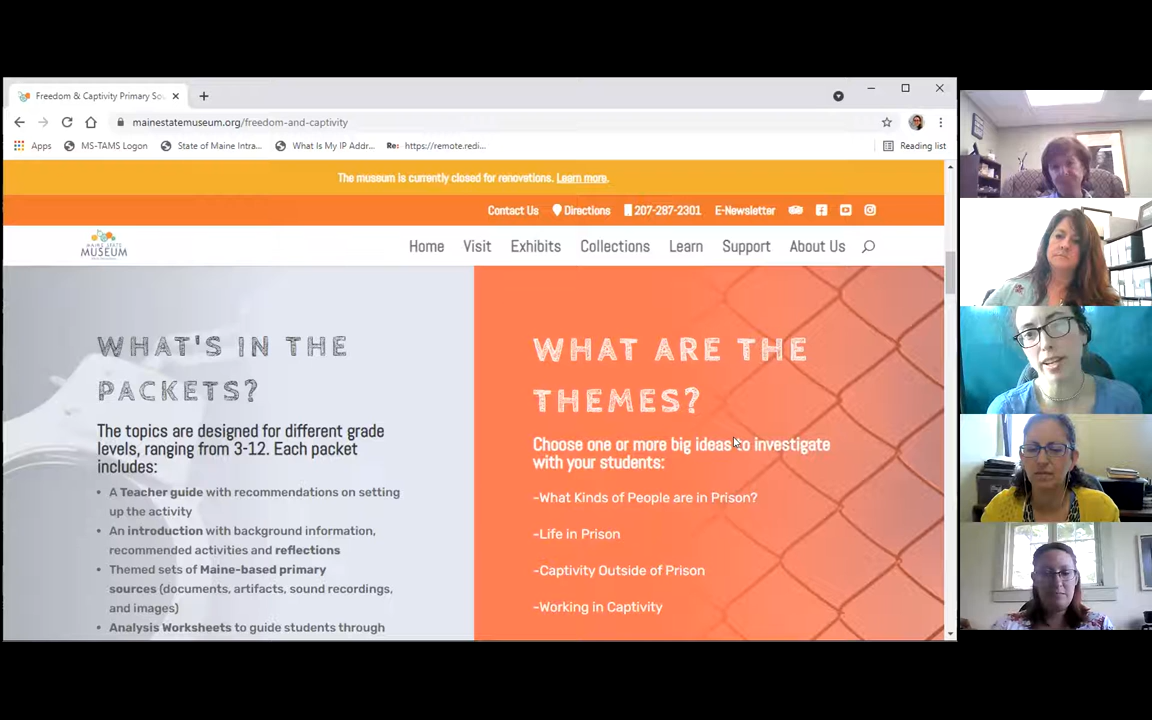 Freedom & Captivity Primary So
mainestatemuseum.org/freedom-and-captivity
Apps
MS-TAMS Logon
State of Maine Intra...
What Is My IP Addr...
Re: https://remote.redi...
Reading list
The museum is currently closed for renovations. Learn more.
Contact Us
Directions
207-287-2301
E-Newsletter
MAINE STATE
MUSEUM
Home
Visit
Exhibits
Collections
Learn
Support
About Us
WHAT'S IN THE
PACKETS?
The topics are designed for different grade
levels, ranging from 3-12. Each packet
includes:
• A Teacher guide with recommendations on setting
up the activity
• An introduction with background information,
recommended activities and reflections
• Themed sets of Maine-based primary
sources (documents, artifacts, sound recordings,
and images)
• Analysis Worksheets to guide students through
WHAT ARE THE
THEMES?
Choose one or more big ideas to investigate
with your students:
-What Kinds of People are in Prison?
-Life in Prison
-Captivity Outside of Prison
-Working in Captivity